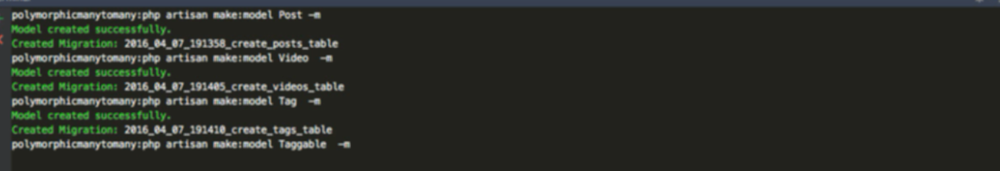 polymorphicmanytomany:php artisan make:model Post -m
Model created successfully.
Created Migration: 2016_04_07_191358_create_posts_table
polymorphicmanytomany:php artisan make:model Video  -m
Model created successfully.
Created Migration: 2016_04_07_191405_create_videos_table
polymorphicmanytomany:php artisan make:model Tag  -m
Model created successfully.
Created Migration: 2016_04_07_191410_create_tags_table
polymorphicmanytomany:php artisan make:model Taggable  -m